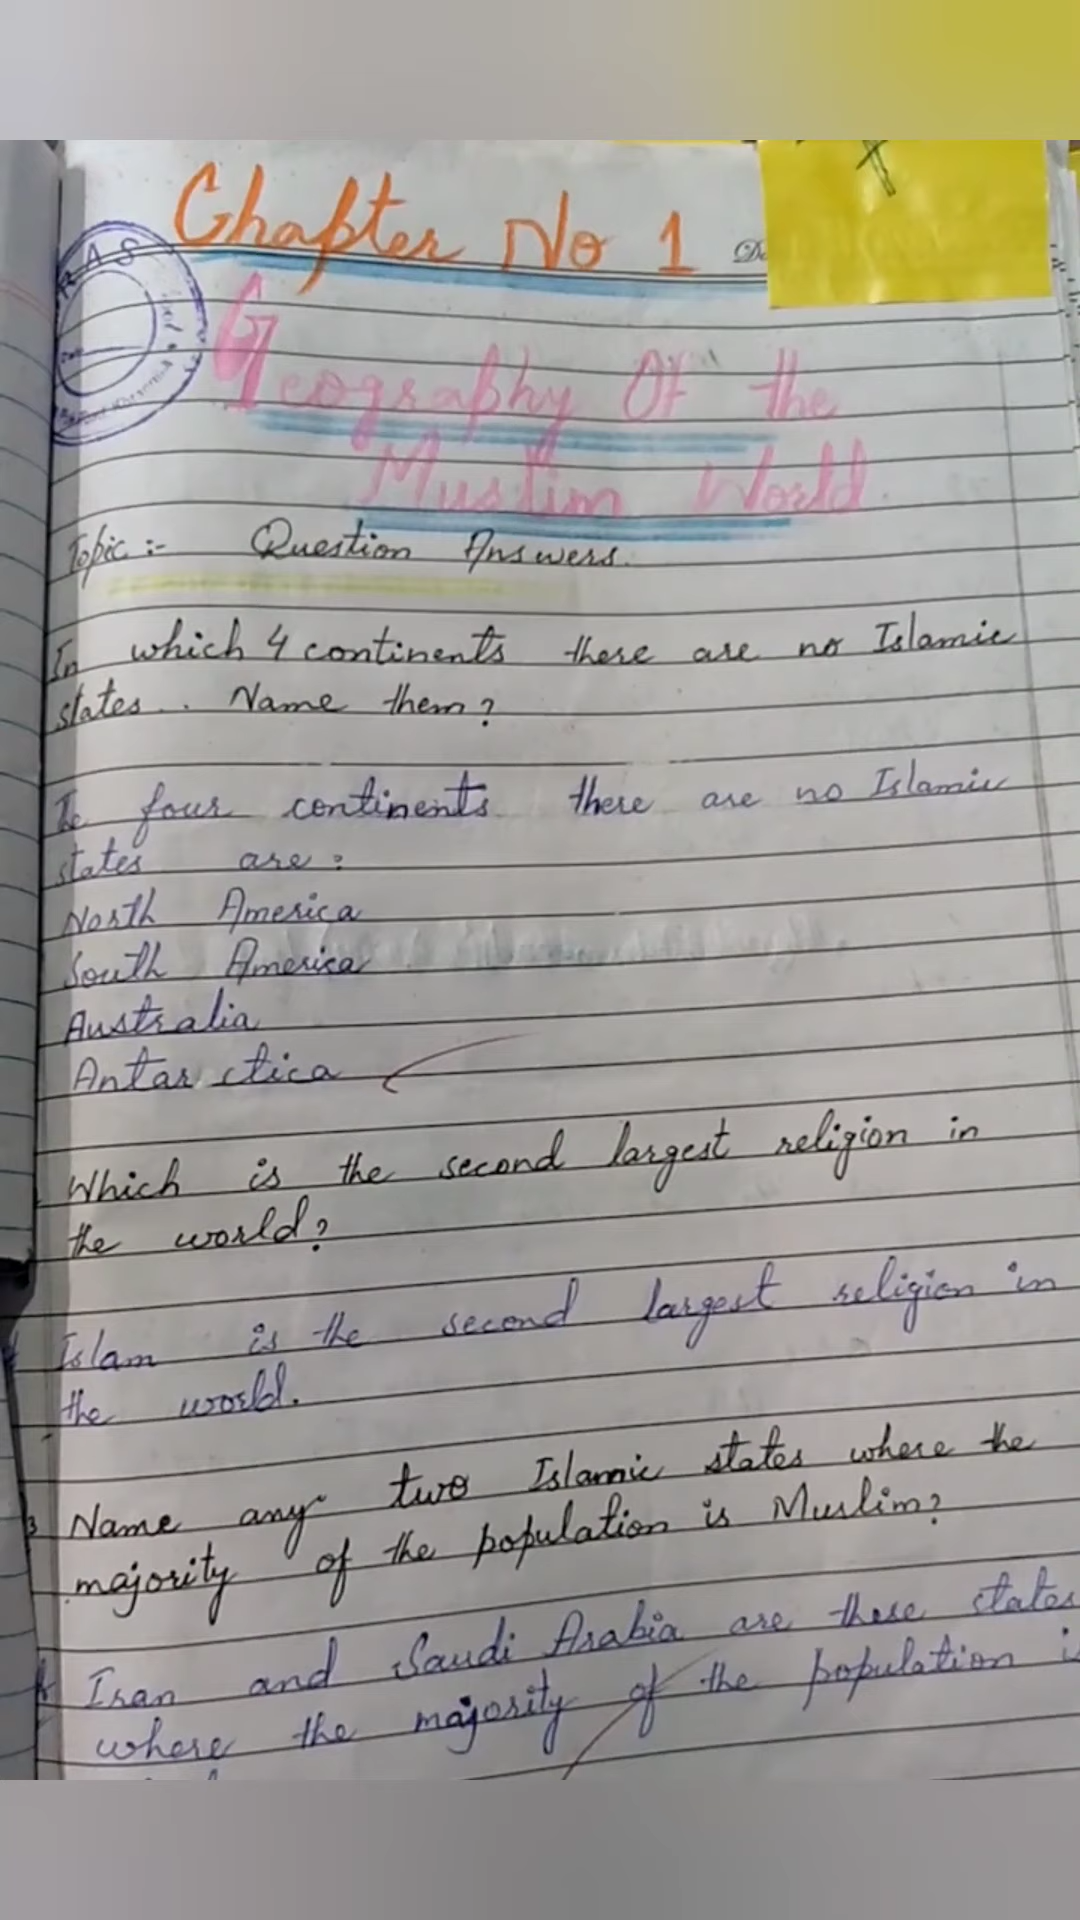 Chapter No 1
Geography Of the
Muslim World.
Topic :- Question Answers.
In which 4 continents there are no Islamic
states. . Name them?
four continents there are no Islamic
states are :
North America
South America
Australia
Antarctica
Which is the second largest religion in
the world?
Islam is the second largest religion in
the world.
3 Name any two Islamic states where the
majority of the population is Muslim?
Iran and Saudi Arabia are those states
where the majority of the population is